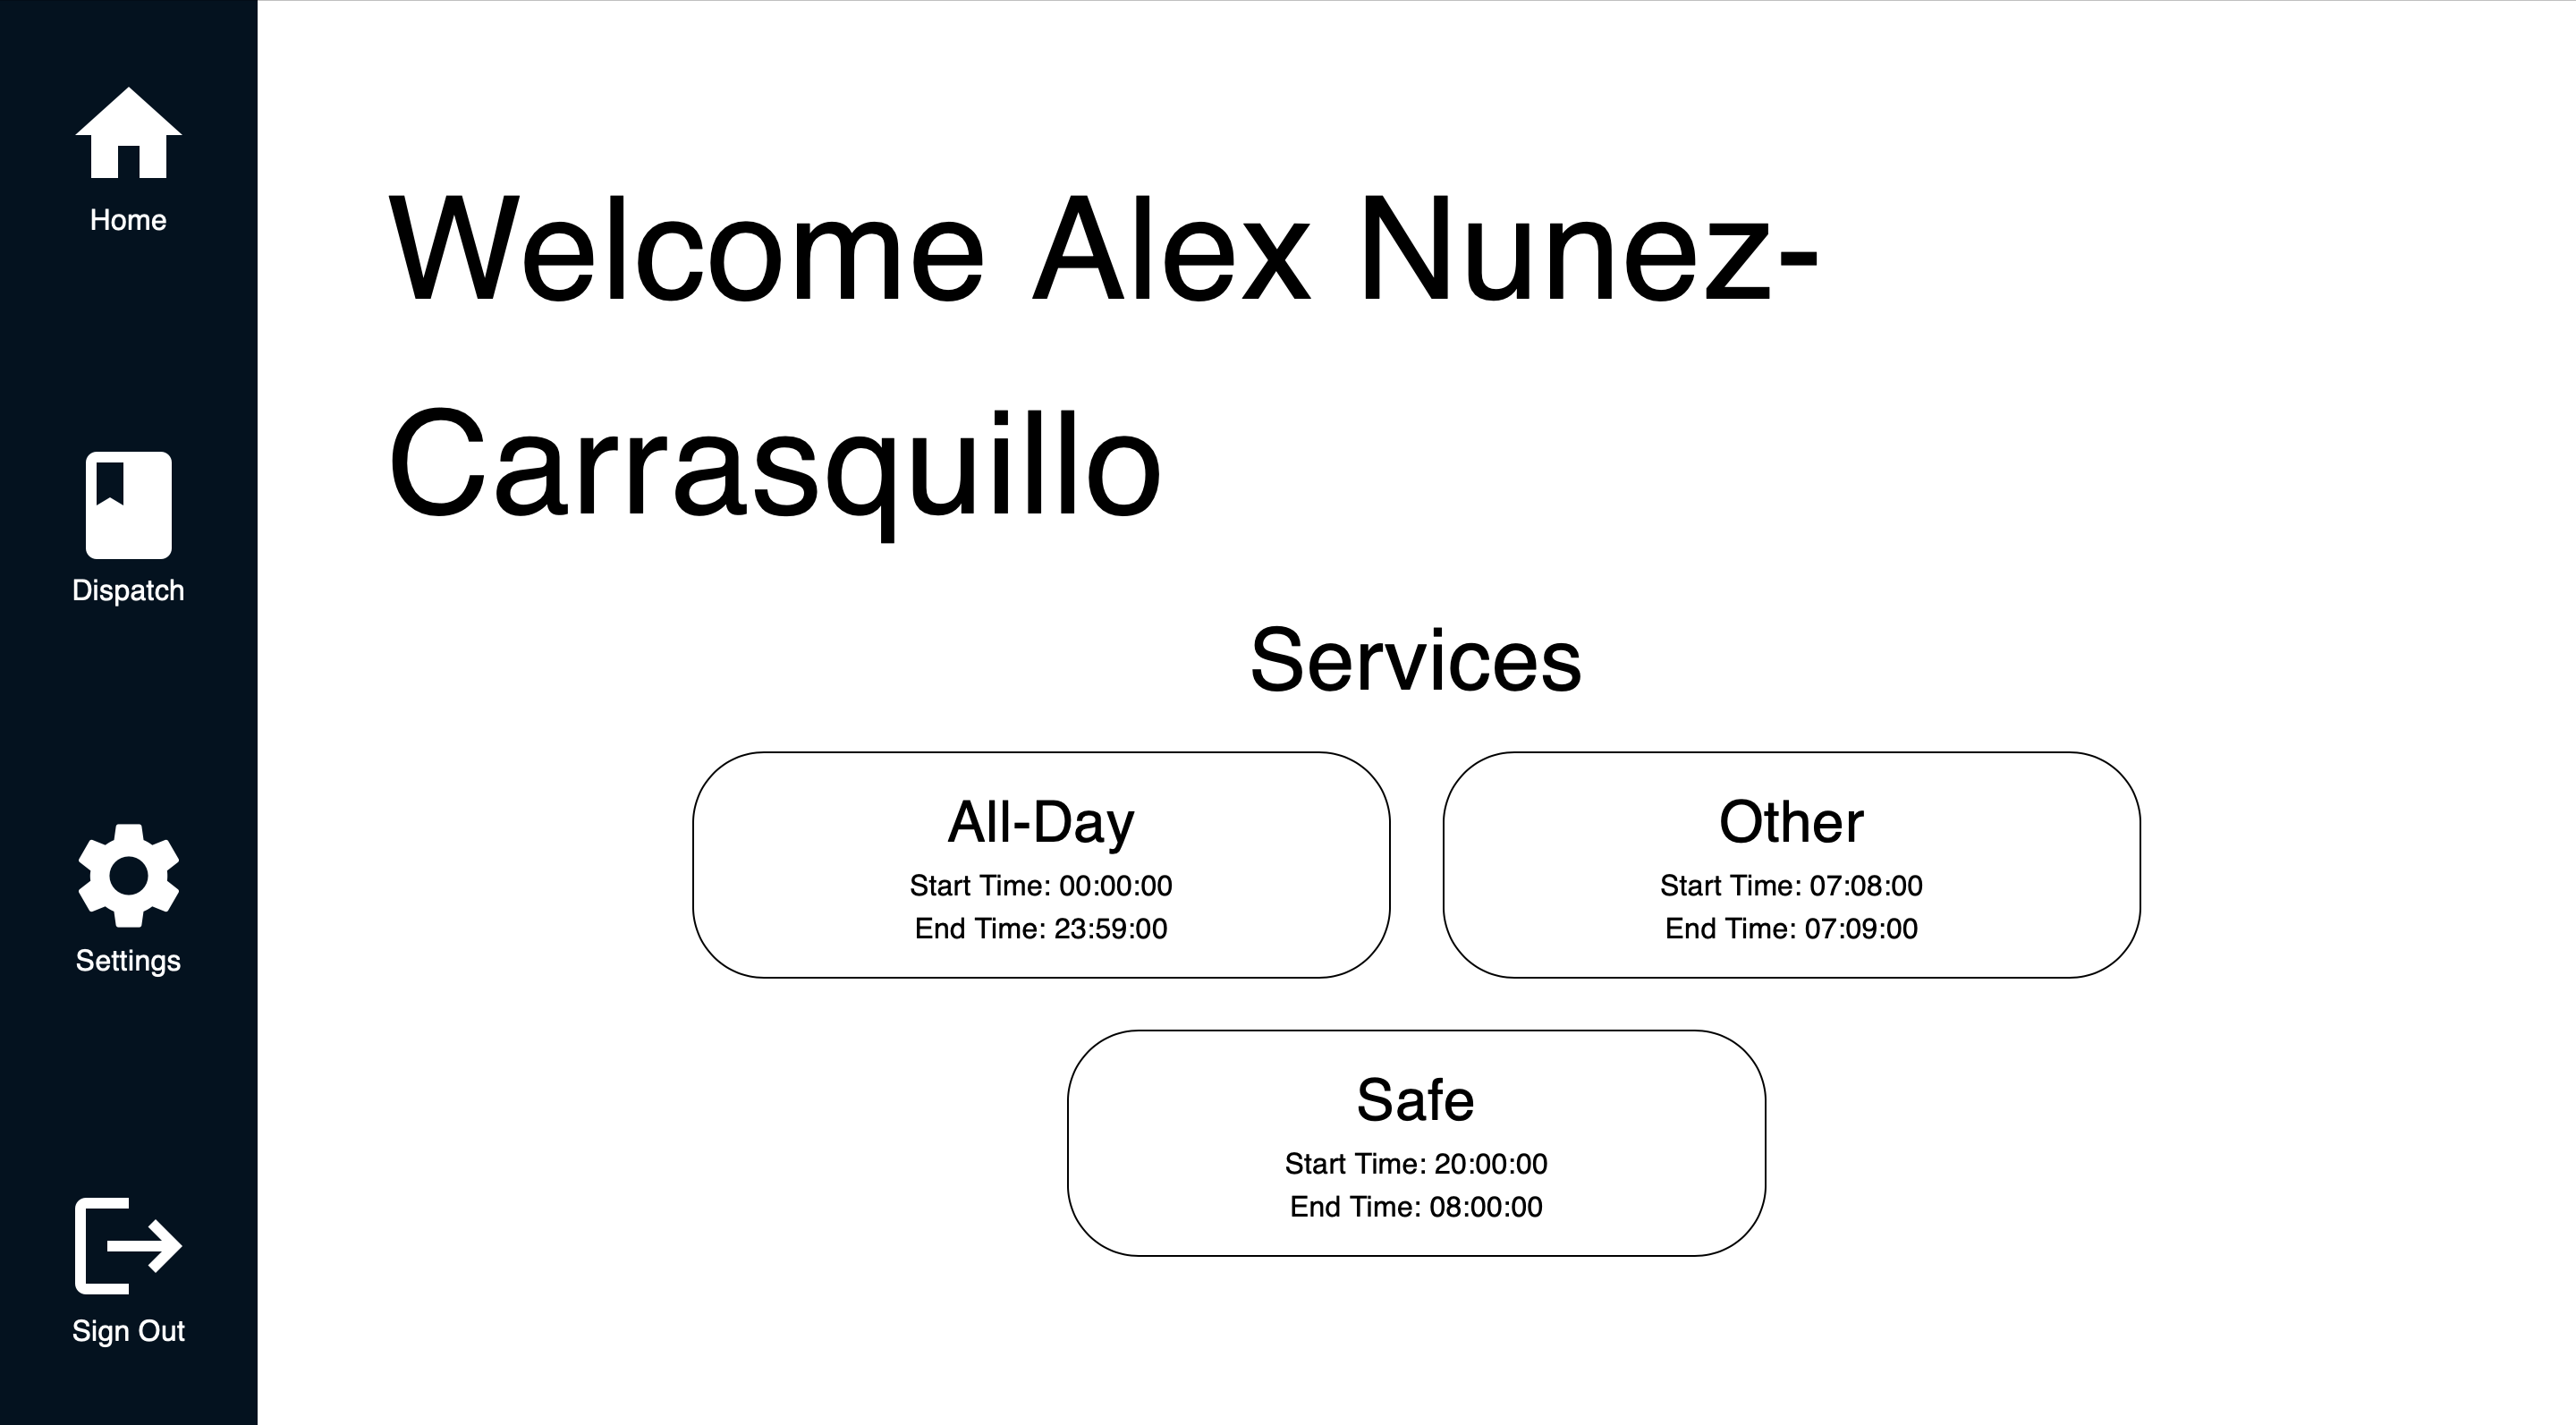 Home
Dispatch
Settings
Sign Out
Welcome Alex Nunez-
Carrasquillo
Services
All-Day
Start Time: 00:00:00
End Time: 23:59:00
Other
Start Time: 07:08:00
End Time: 07:09:00
Safe
Start Time: 20:00:00
End Time: 08:00:00